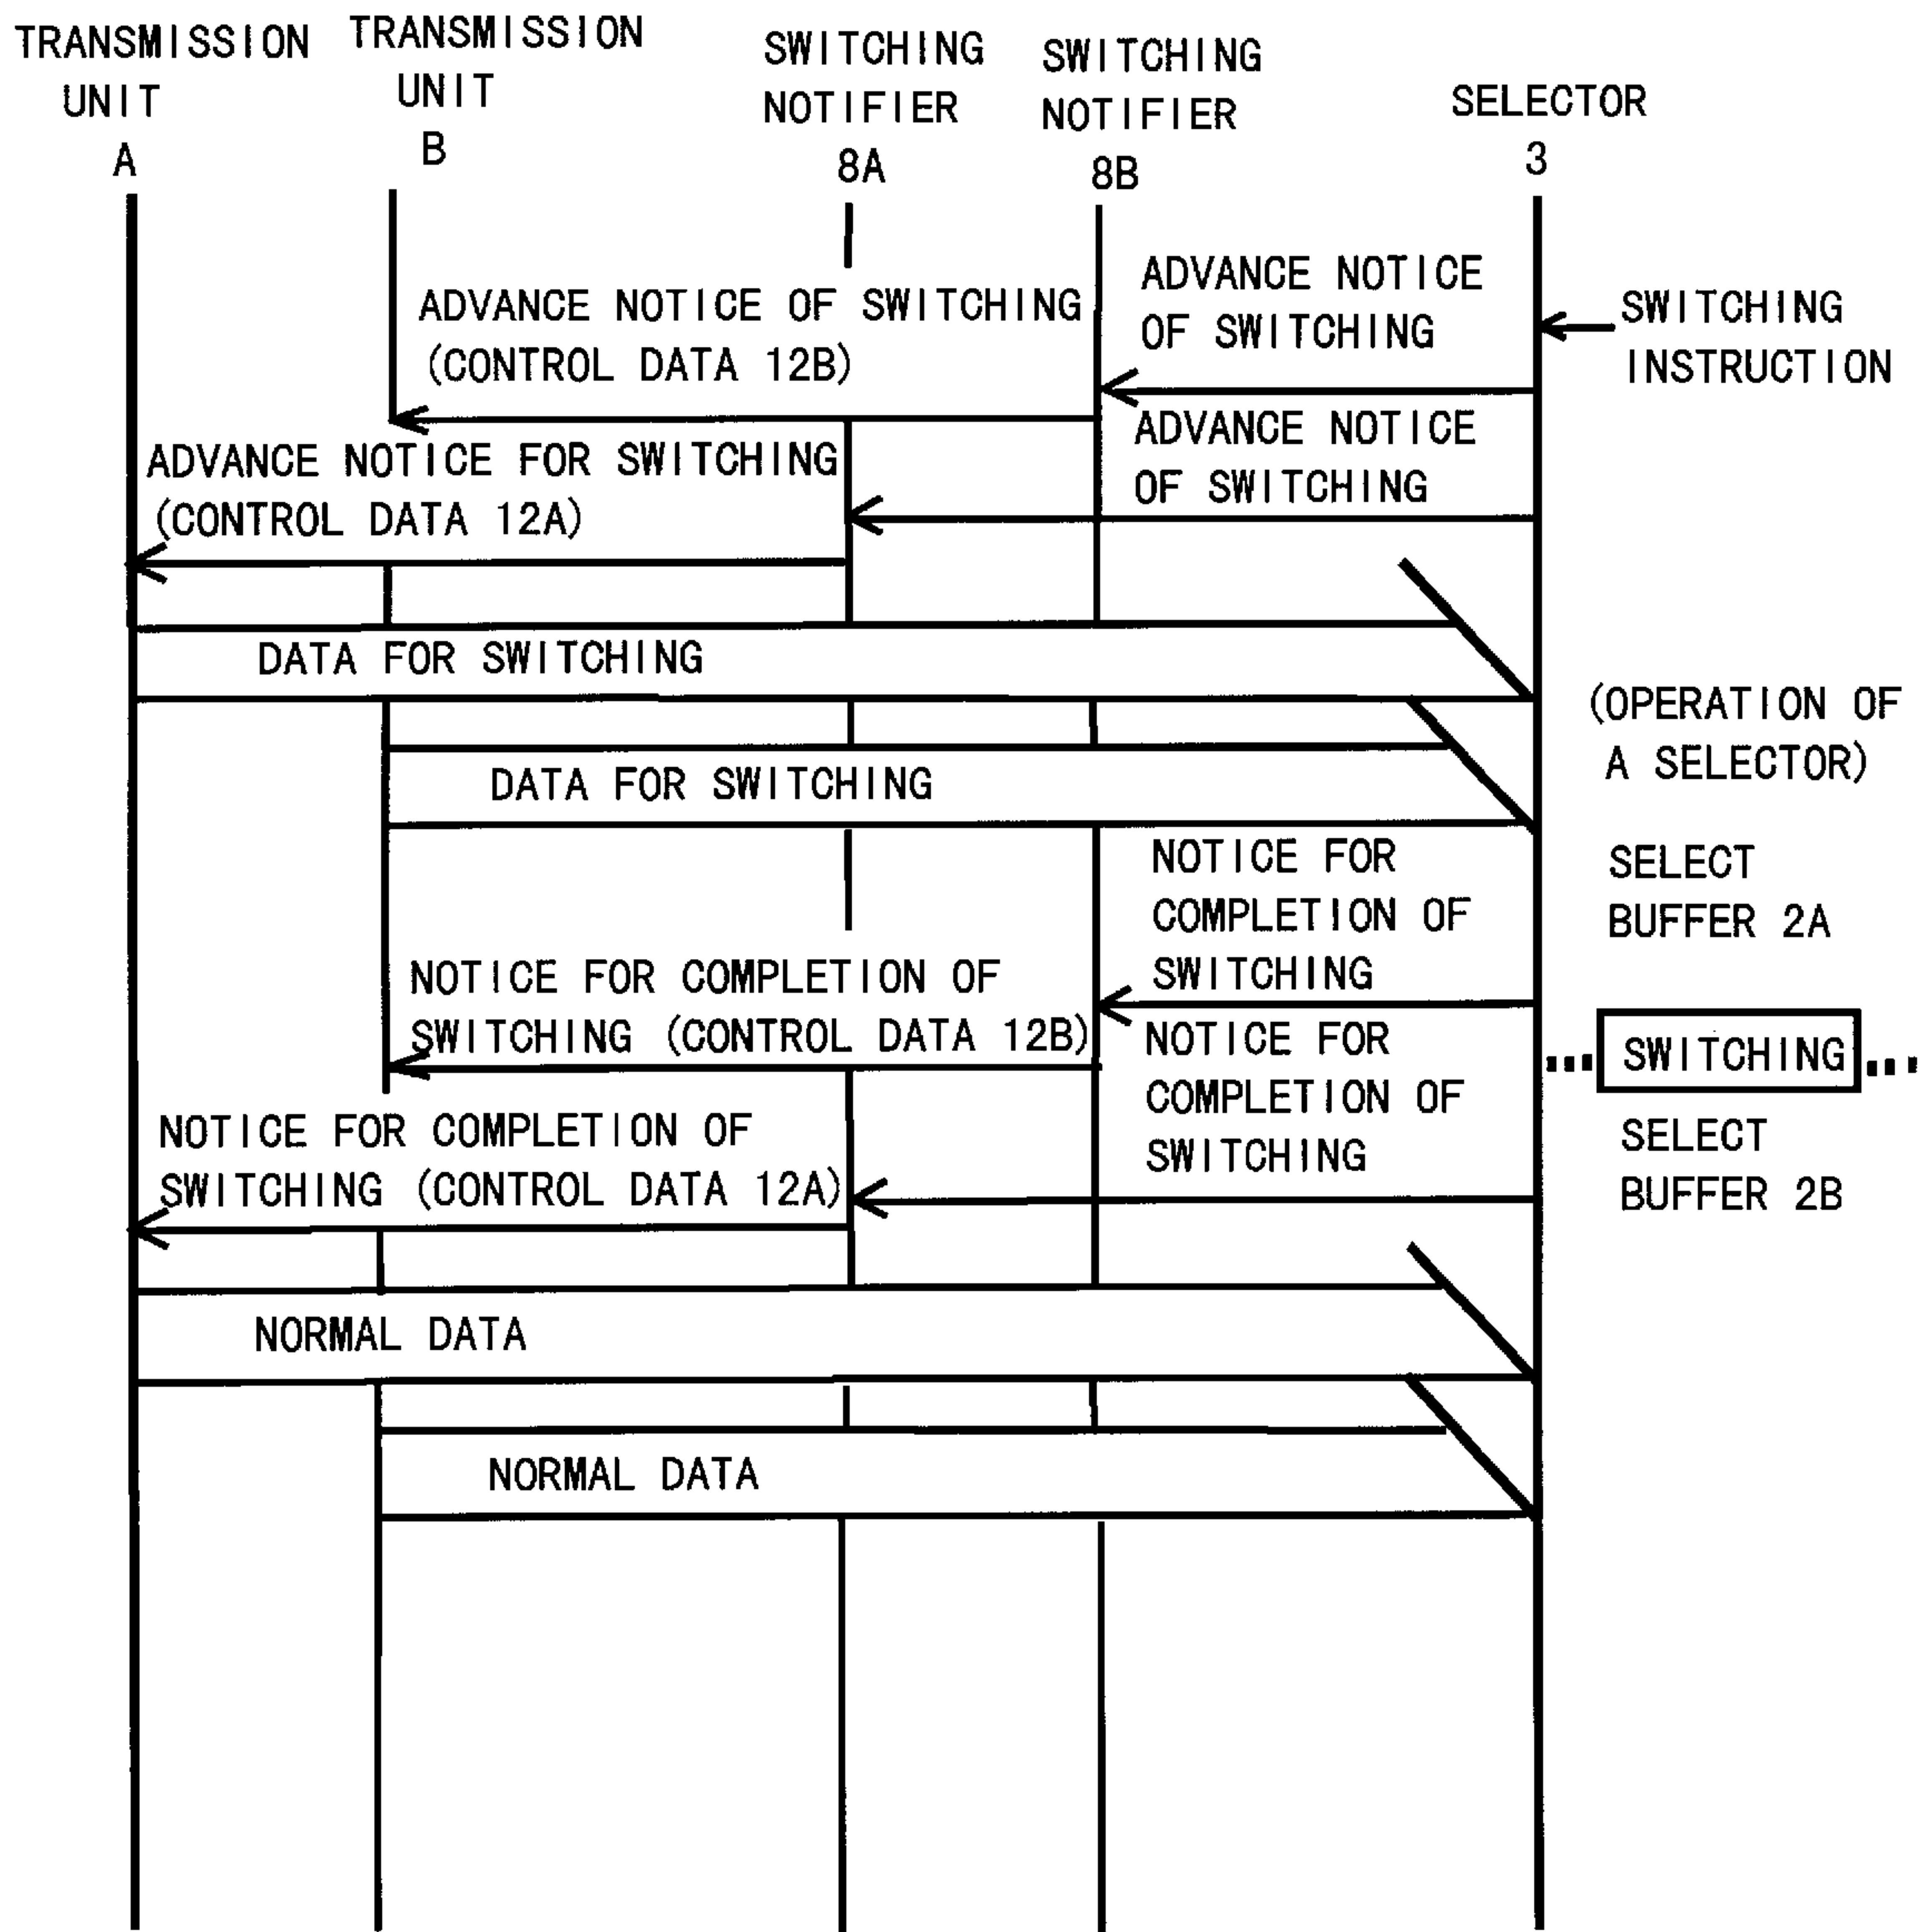 TRANSMISSION
UNIT
A
TRANSMISSION
UNIT
B
SWITCHING
NOTIFIER
8A
SWITCHING
NOTIFIER
8B
SELECTOR
3
ADVANCE NOTICE
OF SWITCHING
SWITCHING
INSTRUCTION
ADVANCE NOTICE OF SWITCHING
(CONTROL DATA 12B)
ADVANCE NOTICE
OF SWITCHING
ADVANCE NOTICE FOR SWITCHING
(CONTROL DATA 12A)
DATA FOR SWITCHING
(OPERATION OF
A SELECTOR)
DATA FOR SWITCHING
NOTICE FOR
COMPLETION OF
SWITCHING
SELECT
BUFFER 2A
NOTICE FOR COMPLETION OF
SWITCHING (CONTROL DATA 12B)
NOTICE FOR
COMPLETION OF
SWITCHING
SWITCHING
NOTICE FOR COMPLETION OF
SWITCHING (CONTROL DATA 12A)
SELECT
BUFFER 2B
NORMAL DATA
NORMAL DATA